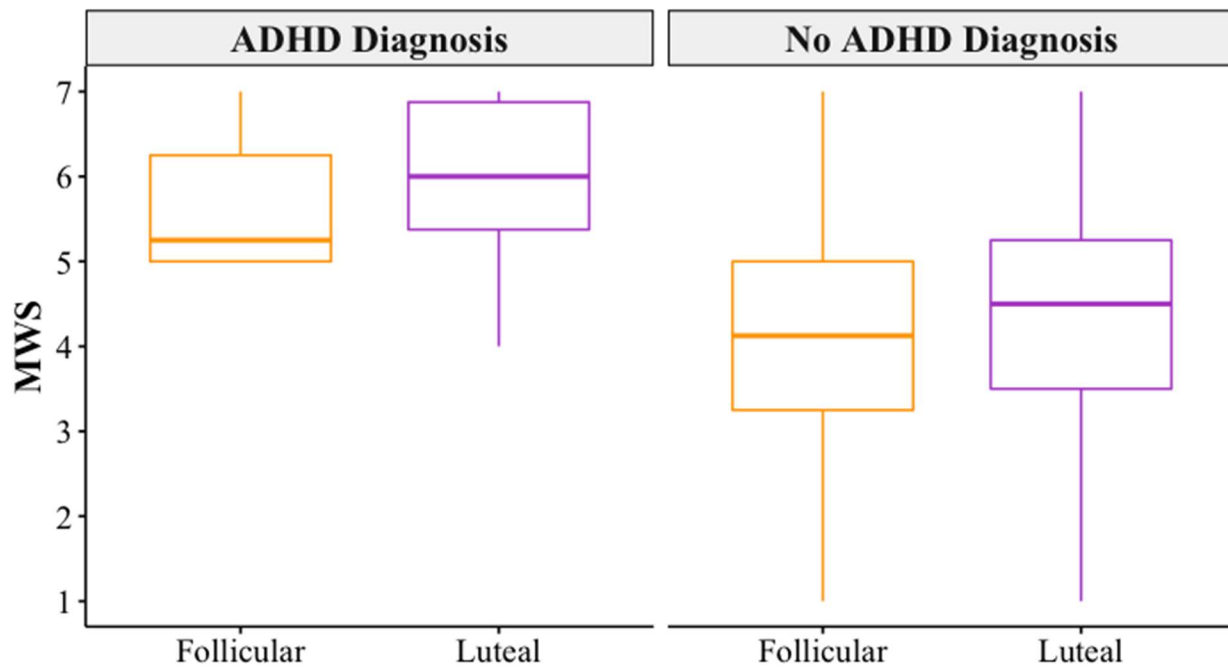 ADHD Diagnosis
No ADHD Diagnosis
MWS
7
6
5
4
3
2
1
Follicular
Luteal
Follicular
Luteal